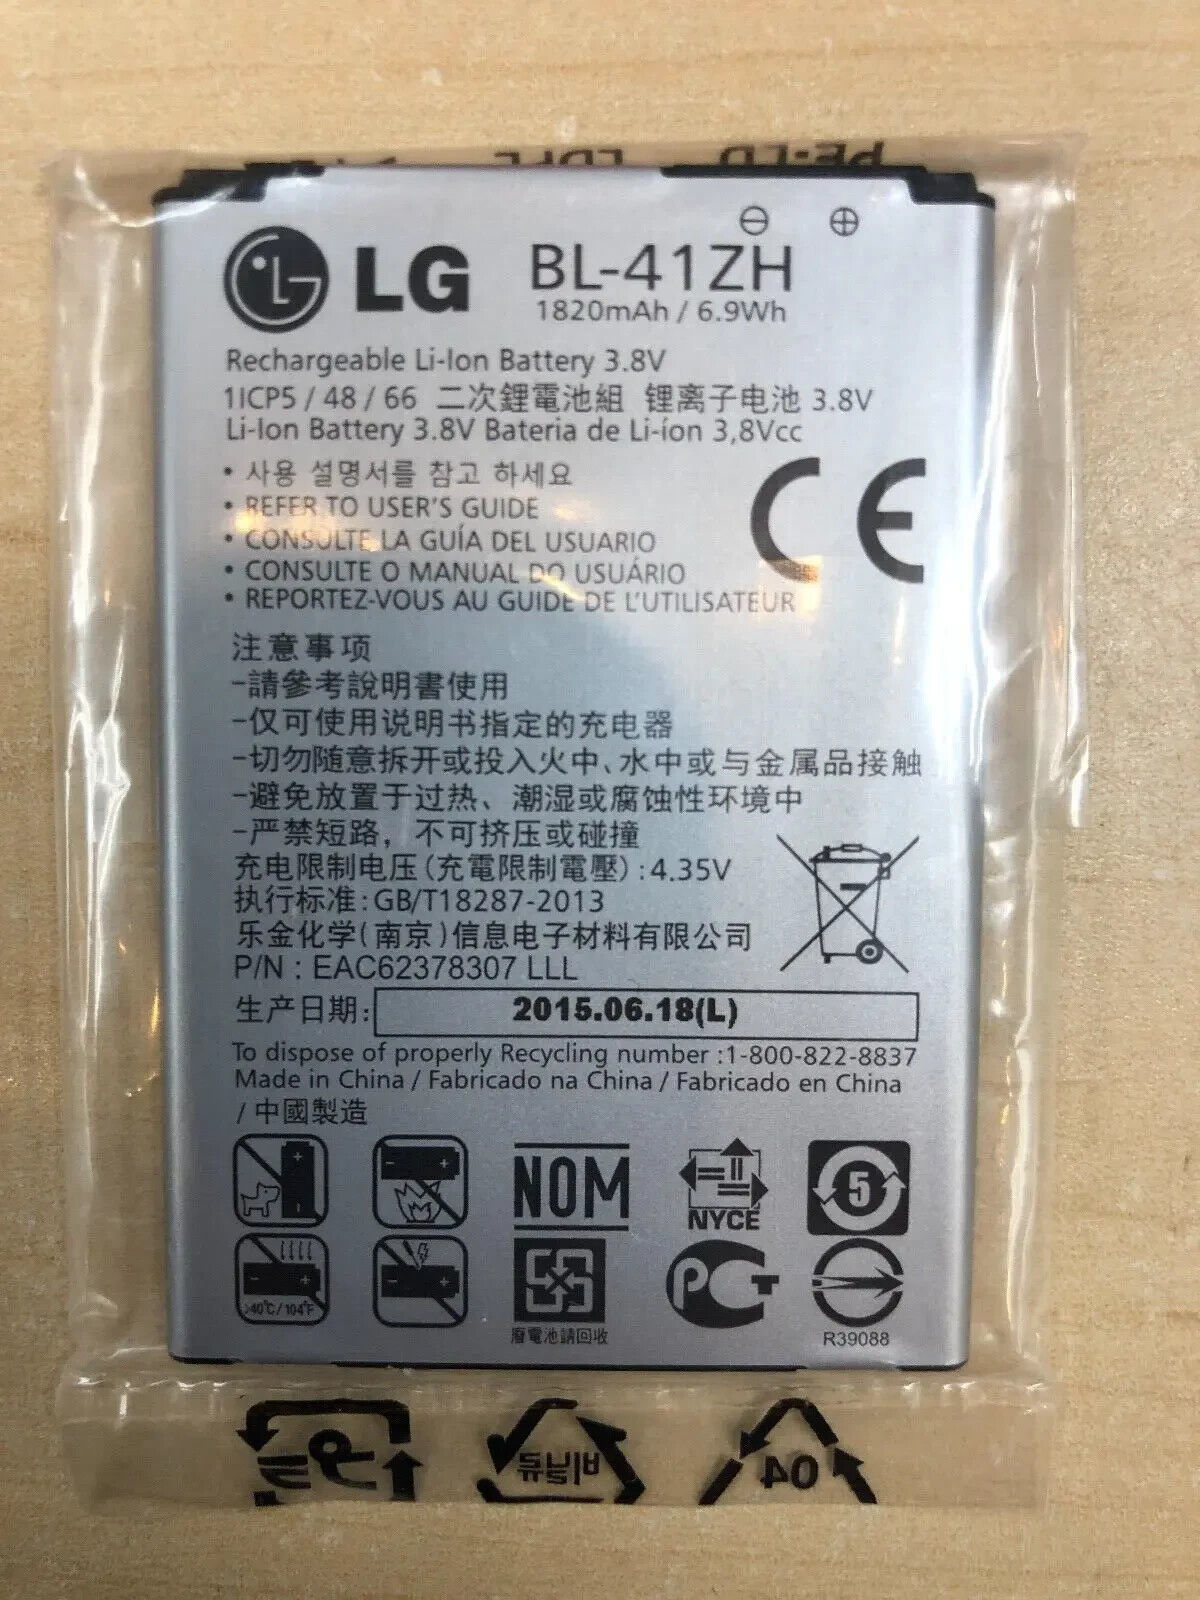 LG LG BL-41ZH
1820mAh / 6.9Wh
Rechargeable Li-Ion Battery 3.8V
1ICP5 / 48 / 66 二次鋰電池組 锂离子电池 3.8V
Li-Ion Battery 3.8V Bateria de Li-íon 3,8Vcc
• 사용 설명서를 참고 하세요
• REFER TO USER'S GUIDE
• CONSULTE LA GUÍA DEL USUARIO
• CONSULTE O MANUAL DO USUÁRIO
• REPORTEZ-VOUS AU GUIDE DE L'UTILISATEUR
CE
注意事项
-請參考說明書使用
-仅可使用说明书指定的充电器
-切勿随意拆开或投入火中、水中或与金属品接触
-避免放置于过热、潮湿或腐蚀性环境中
-严禁短路，不可挤压或碰撞
充电限制电压(充電限制電壓):4.35V
执行标准:GB/T18287-2013
乐金化学(南京)信息电子材料有限公司
P/N : EAC62378307 LLL
生产日期: 2015.06.18(L)
To dispose of properly Recycling number :1-800-822-8837
Made in China / Fabricado na China / Fabricado en China
/ 中國製造
NOM NYCE 5
>40℃/104℉ 廢電池請回收 PCT R39088
비닐류 04